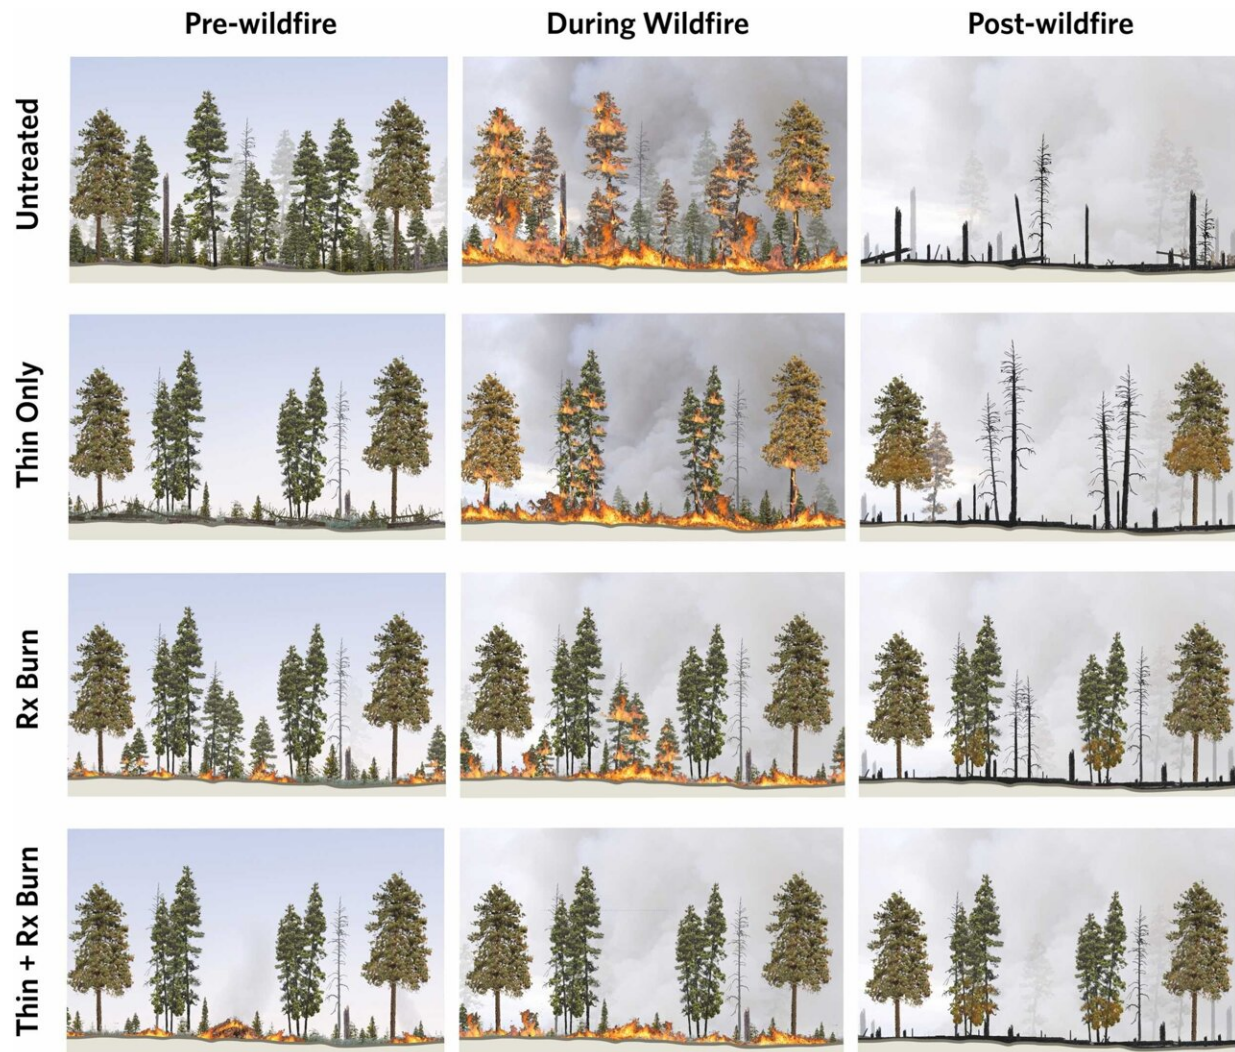 Pre-wildfire
During Wildfire
Post-wildfire
Untreated
Thin Only
Rx Burn
Thin + Rx Burn